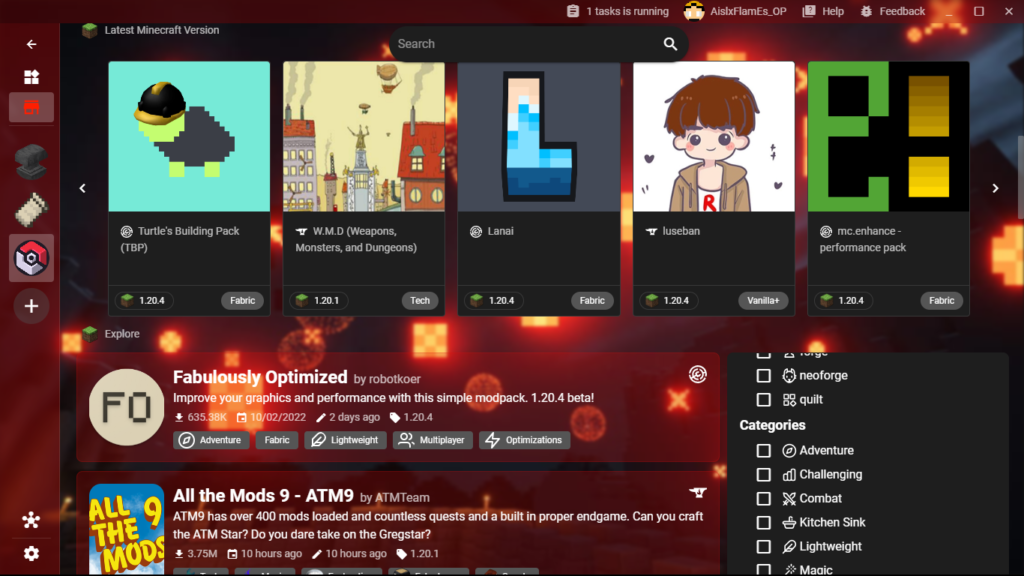 1 tasks is running
AislxFlamEs_OP
Help
Feedback
Latest Minecraft Version
Search
Turtle's Building Pack
(TBP)
1.20.4
Fabric
W.M.D (Weapons,
Monsters, and Dungeons)
1.20.1
Tech
L
Lanai
1.20.4
Fabric
R
luseban
1.20.4
Vanilla+
mc.enhance -
performance pack
1.20.4
Fabric
Explore
FO
Fabulously Optimized by robotkoer
Improve your graphics and performance with this simple modpack. 1.20.4 beta!
635.38K 10/02/2022 2 days ago 1.20.4
Adventure Fabric Lightweight Multiplayer Optimizations
ALL THE MODS 9
All the Mods 9 - ATM9 by ATMTeam
ATM9 has over 400 mods loaded and countless quests and a built in proper endgame. Can you craft
the ATM Star? Do you dare take on the Gregstar?
3.75M 10 hours ago 10 hours ago 1.20.1
forge
neoforge
quilt
Categories
Adventure
Challenging
Combat
Kitchen Sink
Lightweight
Magic